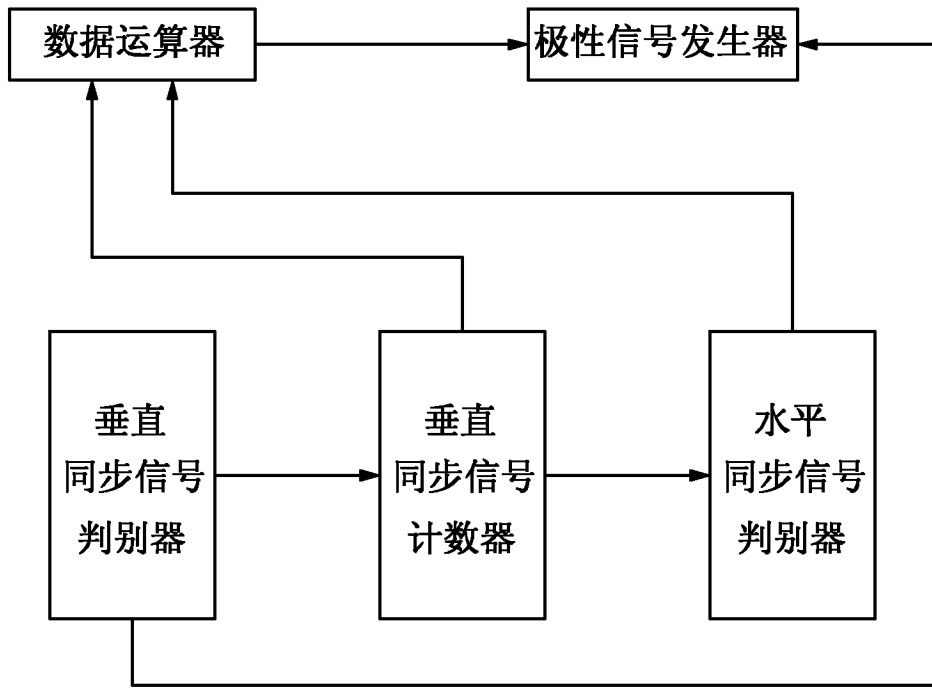 数据运算器
极性信号发生器
垂直
同步信号
判别器
垂直
同步信号
计数器
水平
同步信号
判别器